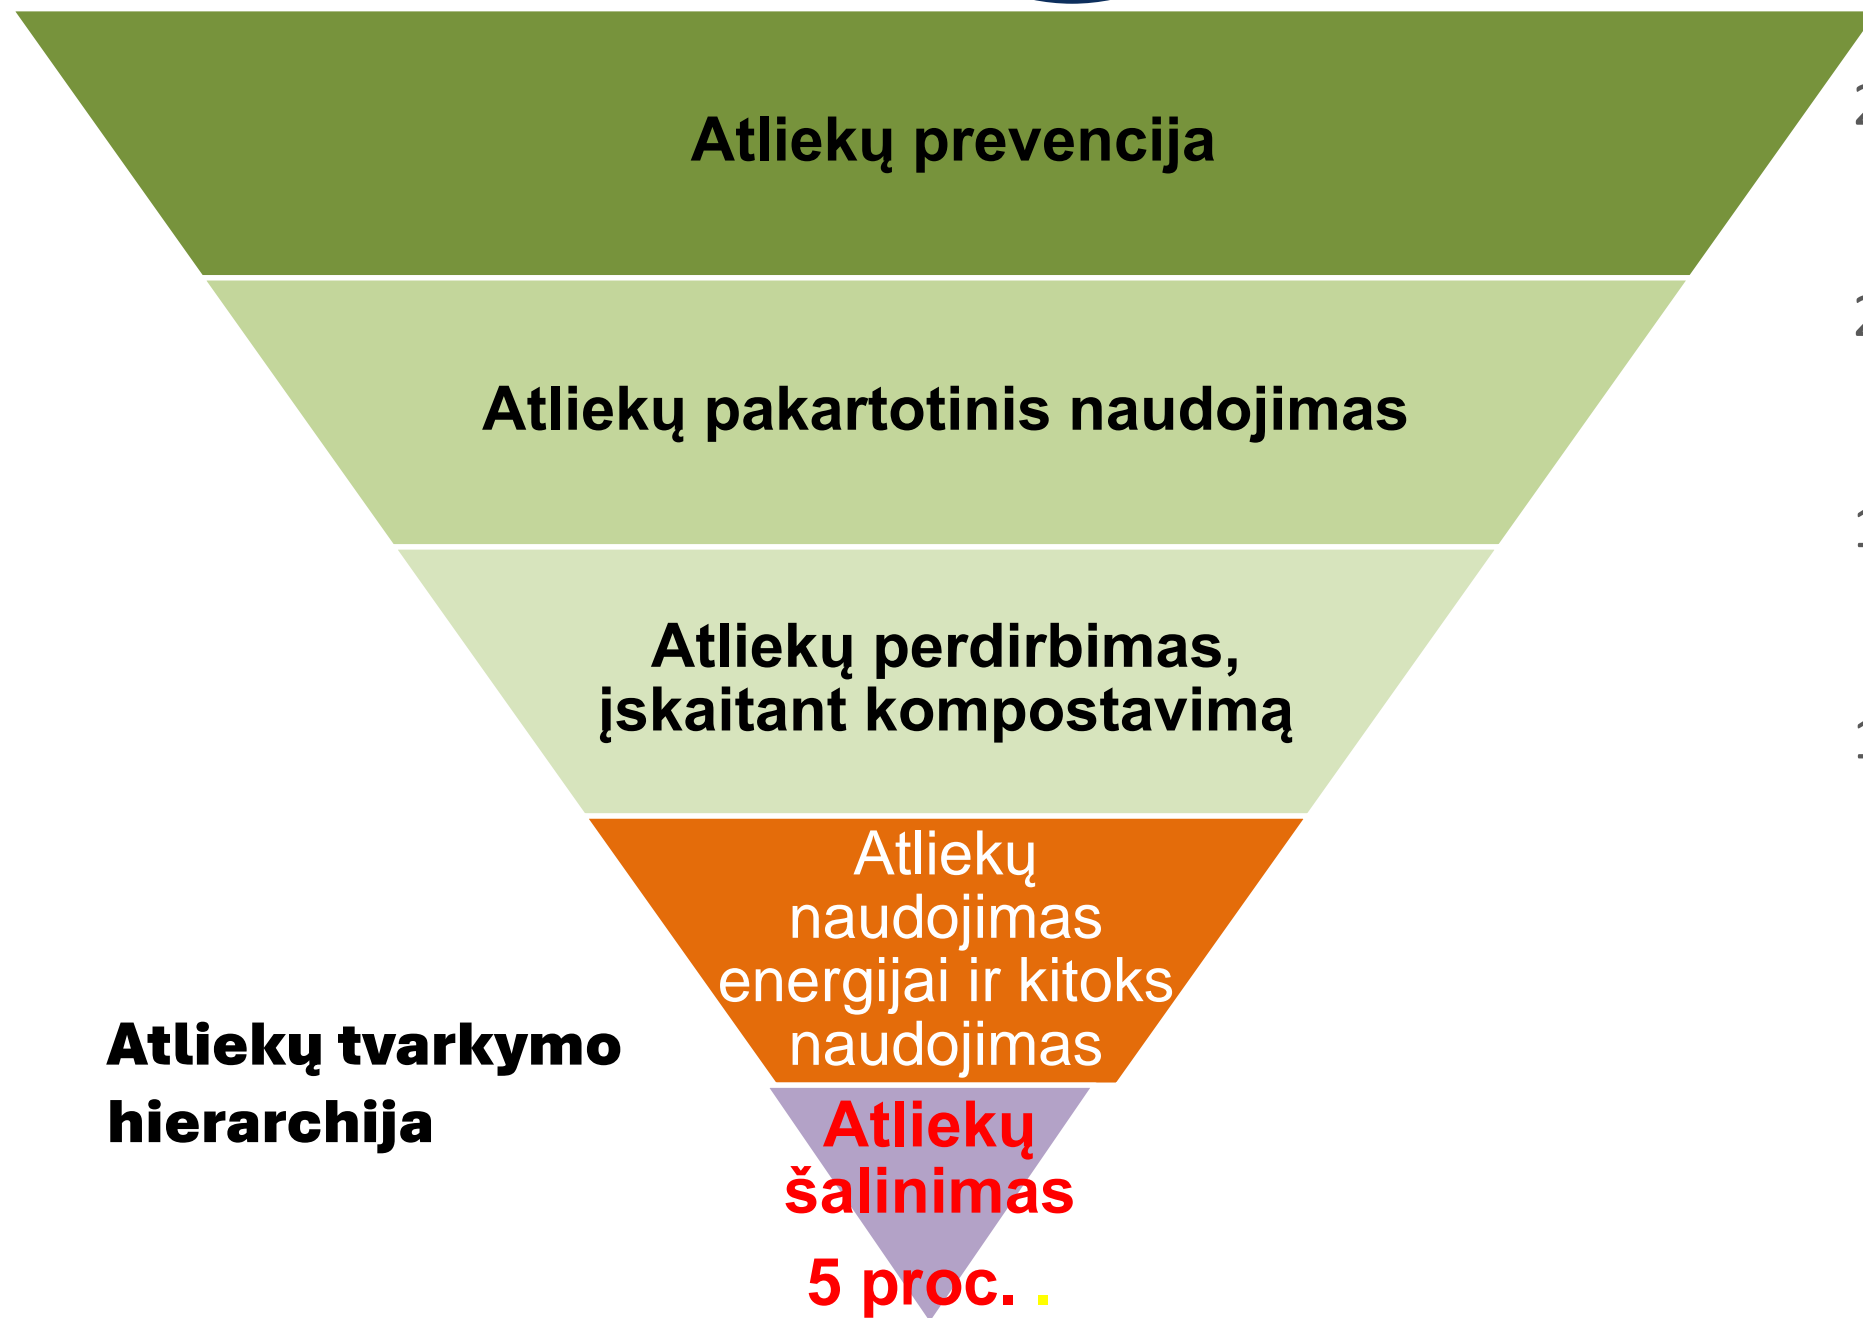 Atliekų prevencija
Atliekų pakartotinis naudojimas
Atliekų perdirbimas,
įskaitant kompostavimą
Atliekų
naudojimas
energijai ir kitoks
naudojimas
Atliekų tvarkymo
hierarchija
Atliekų
šalinimas
5 proc. .